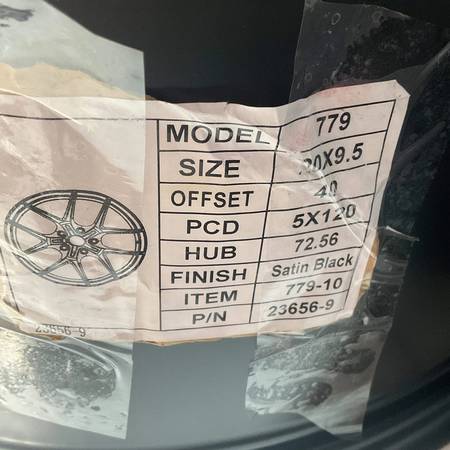 MODEL 779
SIZE 20X9.5
OFFSET 40
PCD 5X120
HUB 72.56
FINISH Satin Black
ITEM 779-10
P/N 23656-9
23656-9